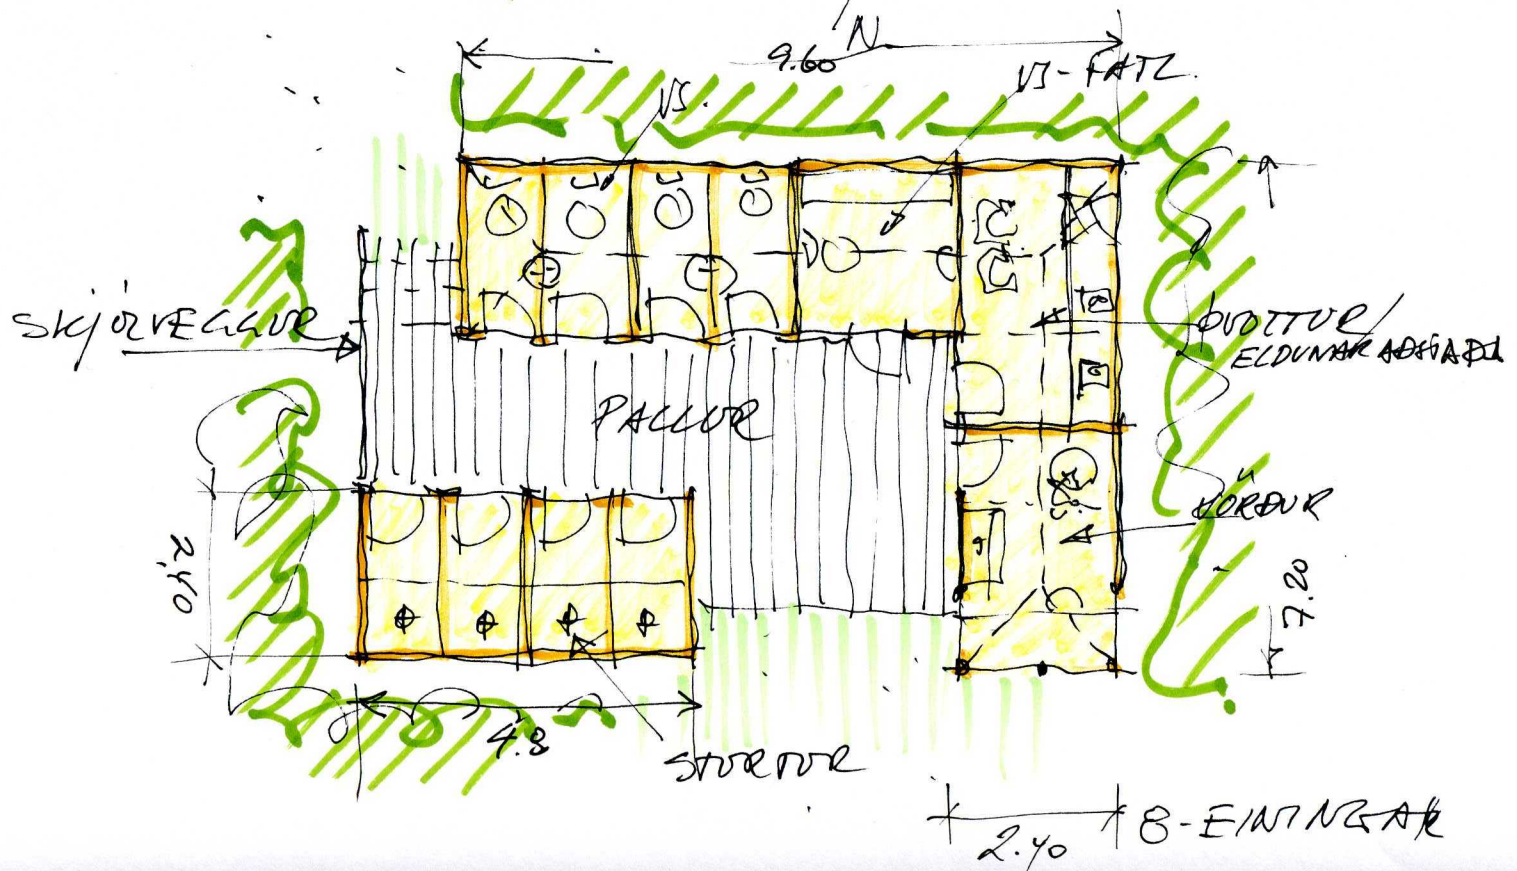 N
9.60
VS.
VS-FATL.
SKJÓLVEGGUR
ÞVOTTUR/
ELDUNARAÐSTAÐA
PALLUR
VÖRÐUR
2,40
7.20
4.8
STURTUR
2.40
8-EININGAR